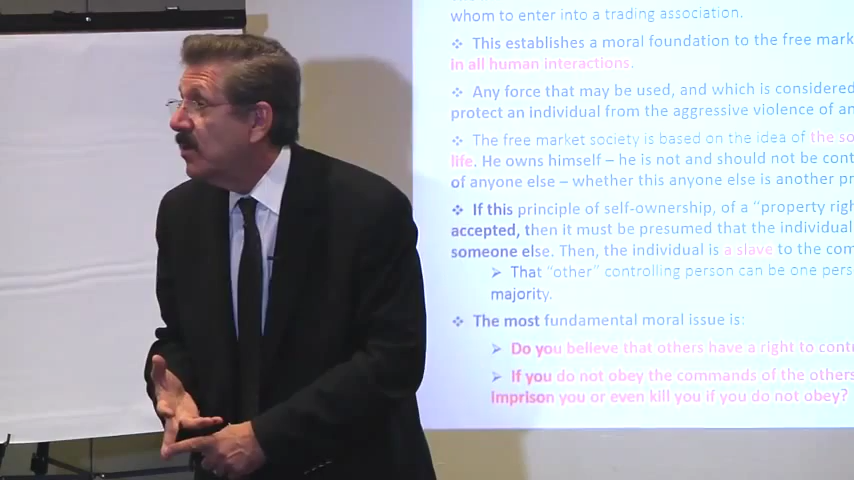 whom to enter into a trading association.
❖ This establishes a moral foundation to the free mark
in all human interactions.
❖ Any force that may be used, and which is considered
protect an individual from the aggressive violence of an
❖ The free market society is based on the idea of the so
life. He owns himself – he is not and should not be cont
of anyone else – whether this anyone else is another pr
❖ If this principle of self-ownership, of a “property righ
accepted, then it must be presumed that the individual
someone else. Then, the individual is a slave to the com
➢ That “other” controlling person can be one pers
majority.
❖ The most fundamental moral issue is:
➢ Do you believe that others have a right to contr
➢ If you do not obey the commands of the others
Imprison you or even kill you if you do not obey?